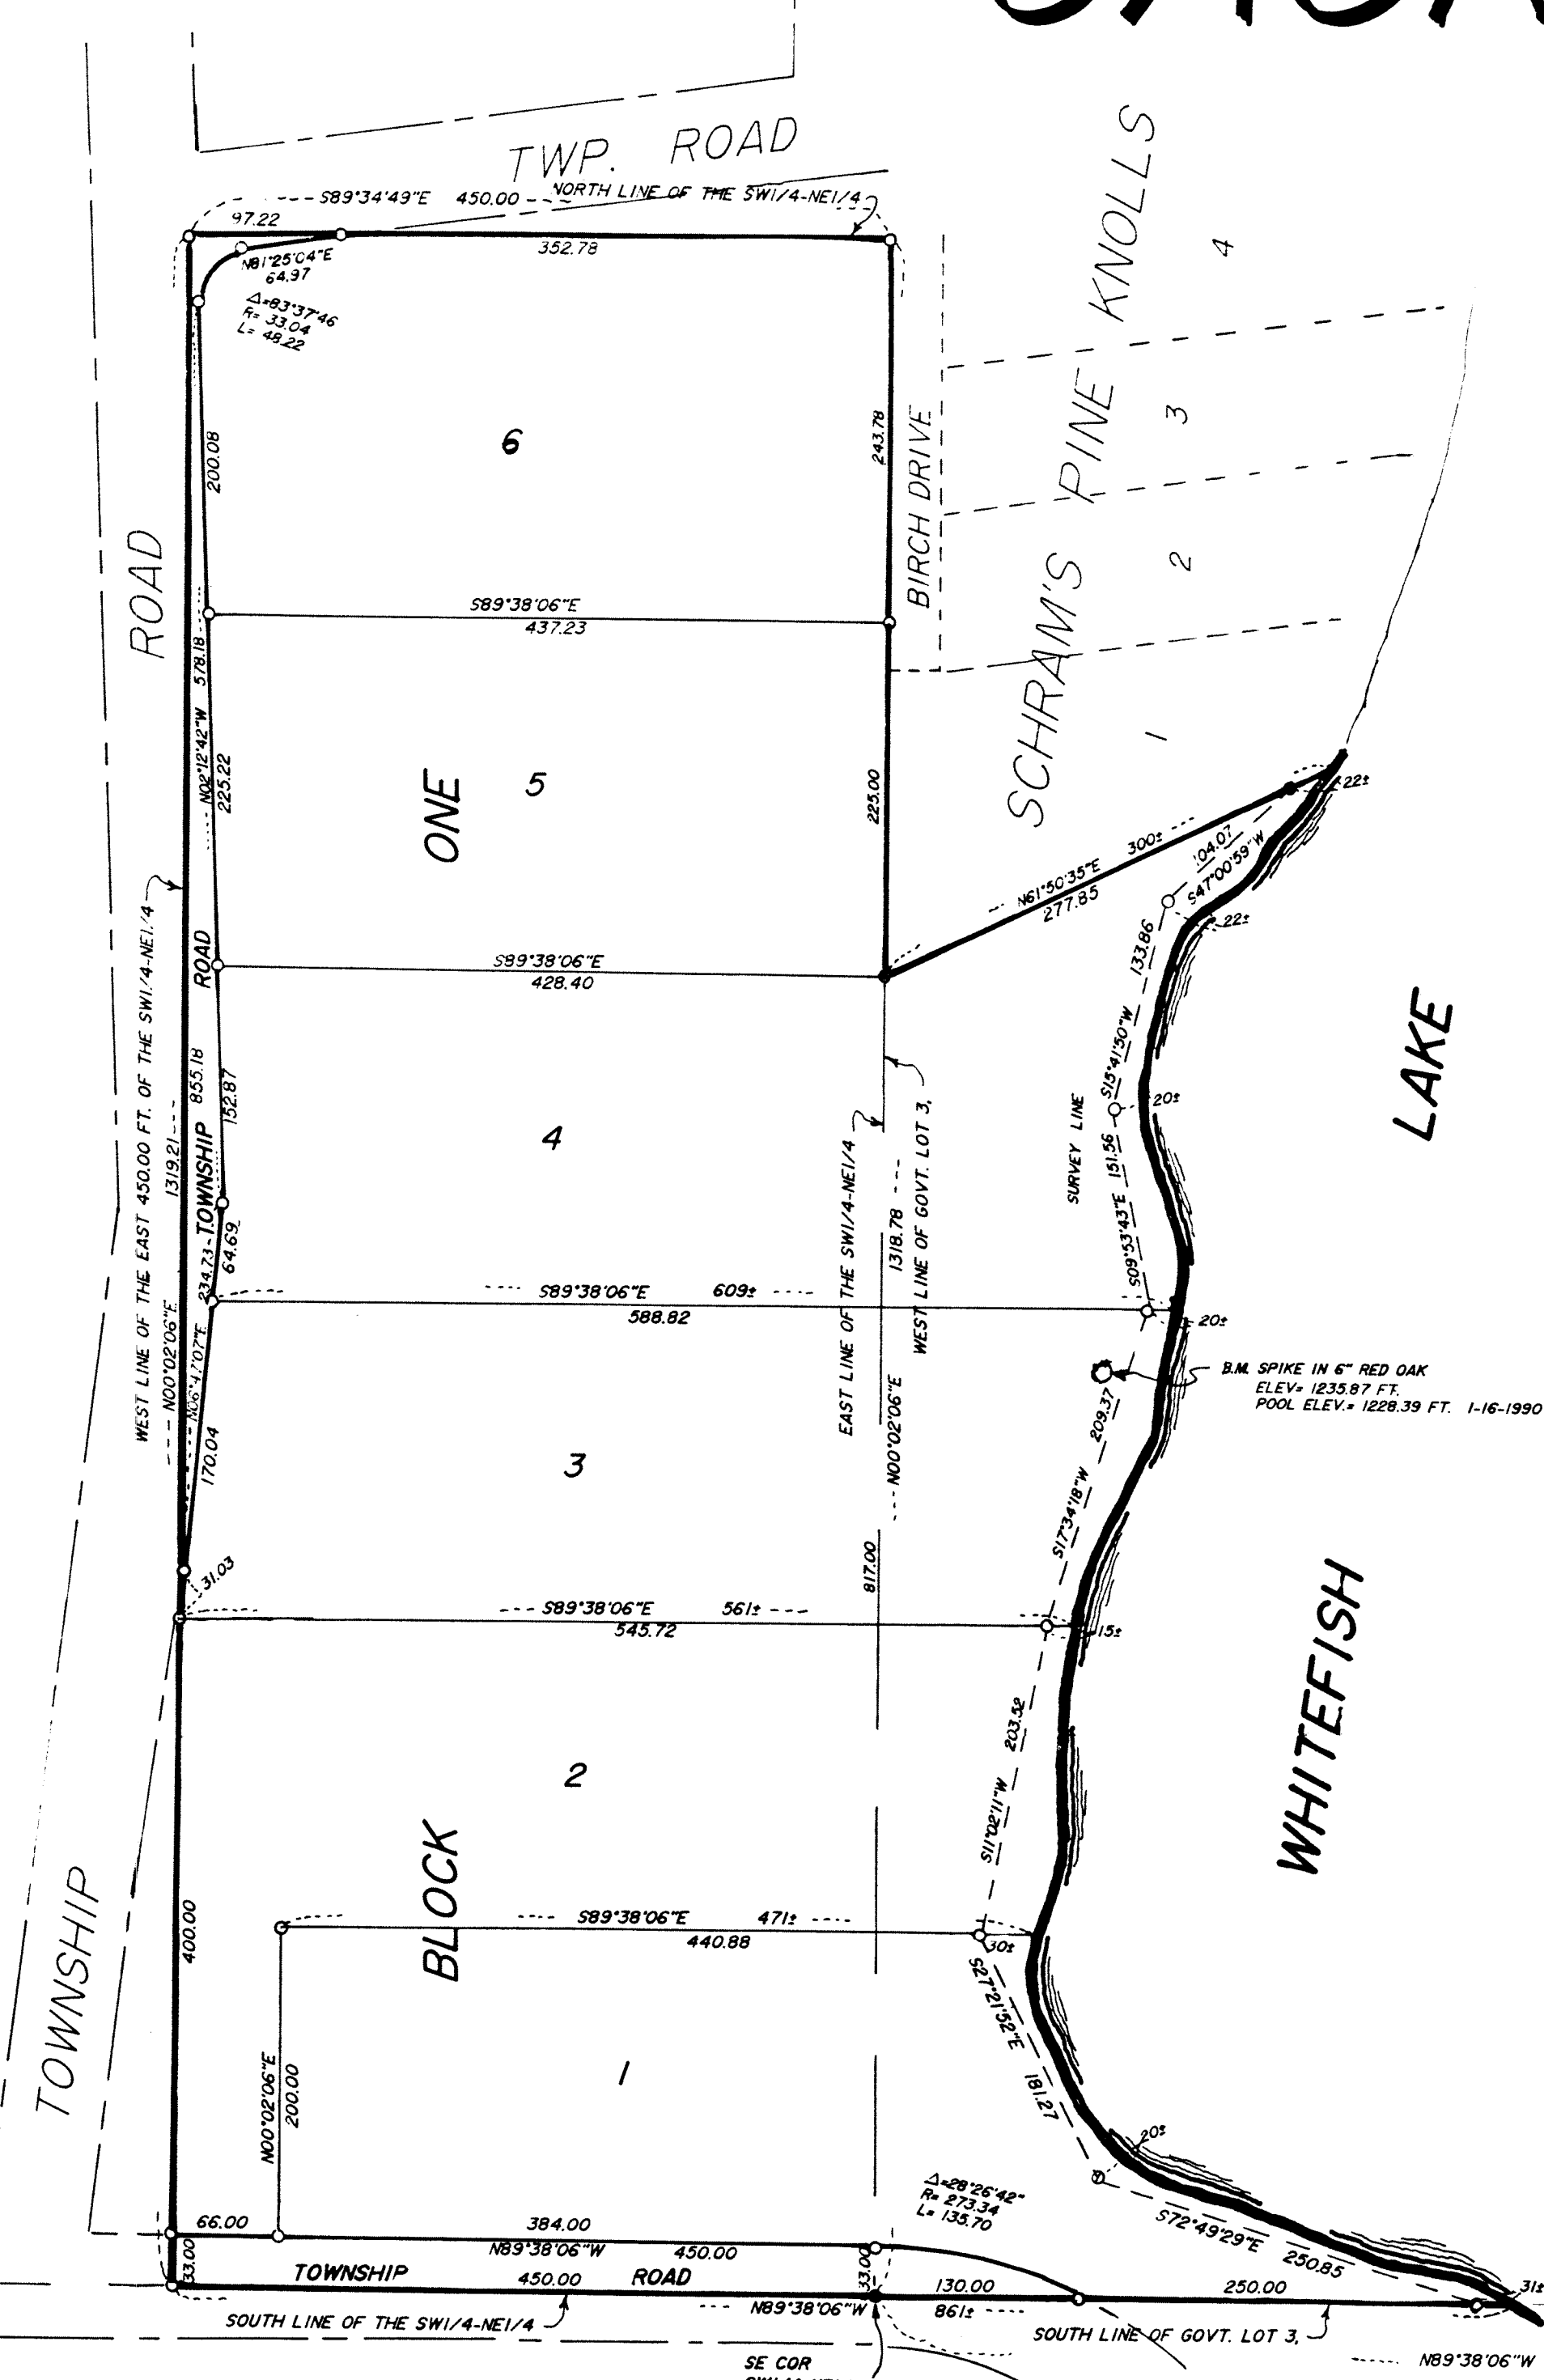 TWP. ROAD
S89°34'49"E 450.00
NORTH LINE OF THE SW1/4-NE1/4
97.22
352.78
N81°25'04"E
64.97
Δ=83°37'46
R= 33.04
L= 48.22
SCHRAM'S PINE KNOLLS
4
3
2
1
BIRCH DRIVE
243.78
200.08
6
ROAD
S89°38'06"E
437.23
578.18
N02°12'42"W
225.22
ONE
5
225.00
22±
300±
N61°50'35"E
277.85
104.07
S47°00'59"W
22±
133.86
S15°41'50"W
WEST LINE OF THE EAST 450.00 FT. OF THE SW1/4-NE1/4
ROAD
S89°38'06"E
428.40
LAKE
855.18
152.87
4
20±
SURVEY LINE
151.56
S09°53'43"E
1319.21
TOWNSHIP
234.73
64.69
EAST LINE OF THE SW1/4-NE1/4
1318.78
WEST LINE OF GOVT. LOT 3,
N00°02'06"E
S89°38'06"E 609±
588.82
20±
B.M. SPIKE IN 6" RED OAK
ELEV= 1235.87 FT.
POOL ELEV.= 1228.39 FT. 1-16-1990
N00°02'06"E
170.04
3
209.37
S17°34'18"W
31.03
817.00
S89°38'06"E 561±
545.72
15±
WHITEFISH
203.52
S11°02'11"W
2
BLOCK
400.00
TOWNSHIP
S89°38'06"E 471±
440.88
30±
S27°21'52"E
181.27
N00°02'06"E
200.00
1
20±
Δ=28°26'42"
R= 273.34
L= 135.70
S72°49'29"E
250.85
66.00
384.00
N89°38'06"W 450.00
33.00
33.00
TOWNSHIP
450.00
ROAD
130.00
250.00
31±
N89°38'06"W
861±
SOUTH LINE OF THE SW1/4-NE1/4
SOUTH LINE OF GOVT. LOT 3,
SE COR
N89°38'06"W